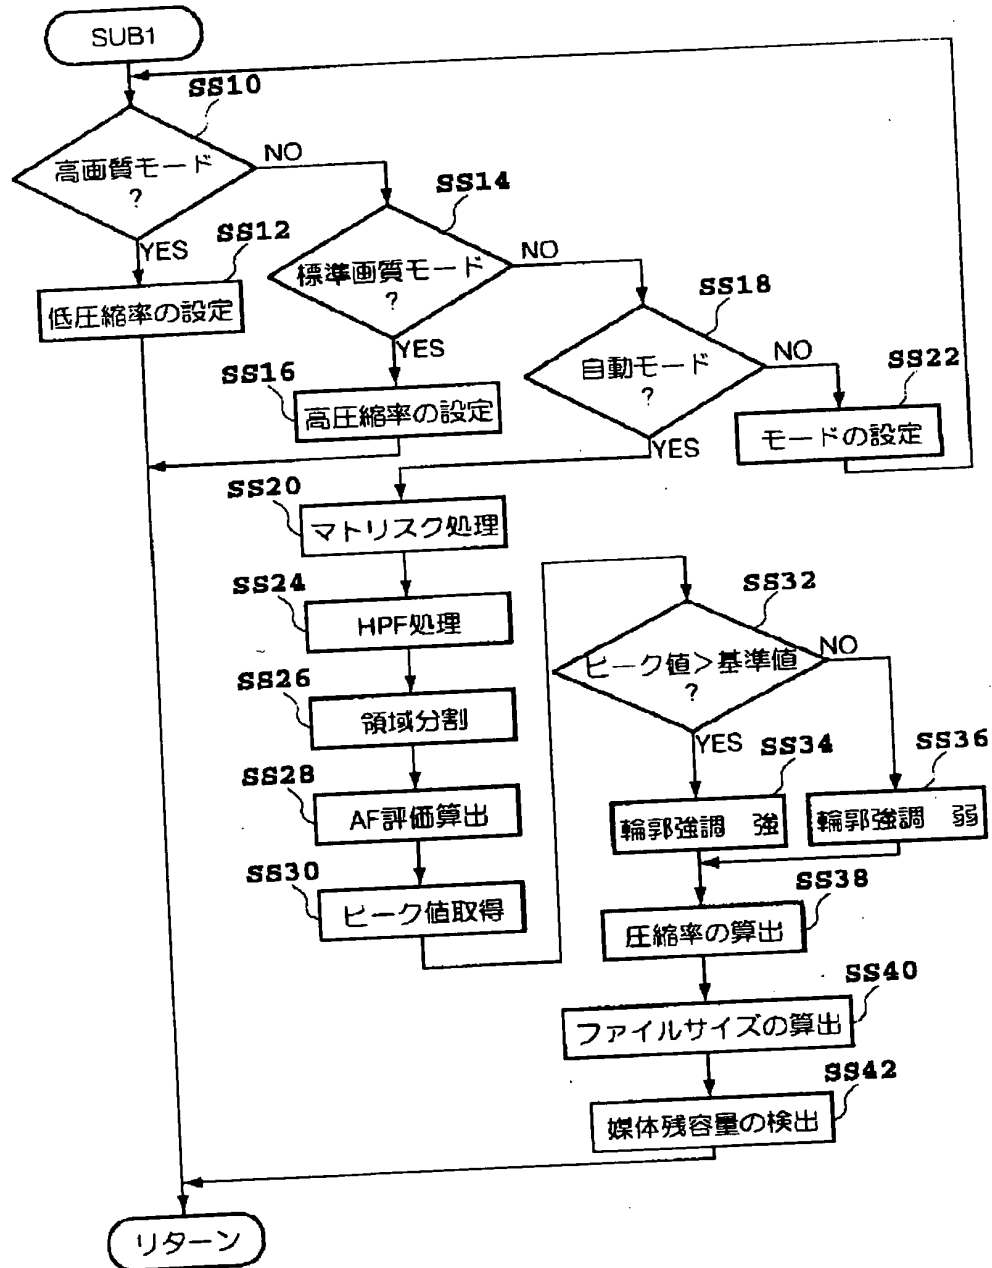 SUB1
SS10
高画質モード
?
NO
YES
SS12
低圧縮率の設定
SS14
標準画質モード
?
NO
YES
SS16
高圧縮率の設定
SS18
自動モード
?
NO
YES
SS22
モードの設定
SS20
マトリスク処理
SS24
HPF処理
SS26
領域分割
SS28
AF評価算出
SS30
ピーク値取得
SS32
ピーク値>基準値
?
NO
YES
SS34
輪郭強調 強
SS36
輪郭強調 弱
SS38
圧縮率の算出
SS40
ファイルサイズの算出
SS42
媒体残容量の検出
リターン